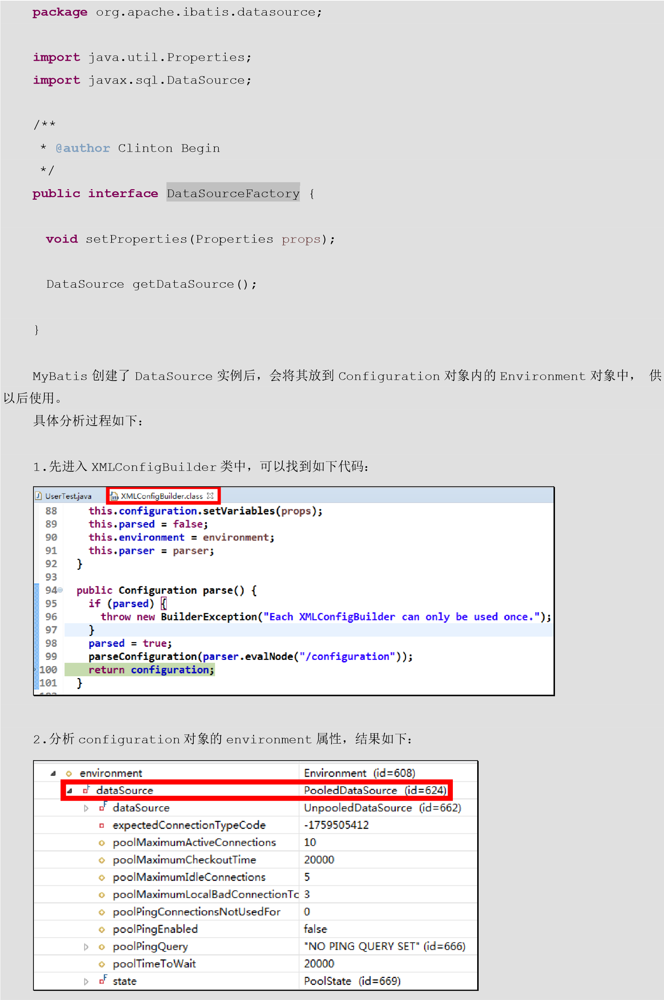 package org.apache.ibatis.datasource;
import java.util.Properties;
import javax.sql.DataSource;
/**
* @author Clinton Begin
*/
public interface DataSourceFactory {
void setProperties(Properties props);
DataSource getDataSource();
}
MyBatis 创建了 DataSource 实例后，会将其放到 Configuration 对象内的 Environment 对象中， 供
以后使用。
具体分析过程如下：
1.先进入 XMLConfigBuilder 类中，可以找到如下代码：
UserTest.java XMLConfigBuilder.class
88 this.configuration.setVariables(props);
89 this.parsed = false;
90 this.environment = environment;
91 this.parser = parser;
92 }
93
94 public Configuration parse() {
95 if (parsed) {
96 throw new BuilderException("Each XMLConfigBuilder can only be used once.");
97 }
98 parsed = true;
99 parseConfiguration(parser.evalNode("/configuration"));
100 return configuration;
101 }
2.分析 configuration 对象的 environment 属性，结果如下：
environment Environment (id=608)
dataSource PooledDataSource (id=624)
dataSource UnpooledDataSource (id=662)
expectedConnectionTypeCode -1759505412
poolMaximumActiveConnections 10
poolMaximumCheckoutTime 20000
poolMaximumIdleConnections 5
poolMaximumLocalBadConnectionTo 3
poolPingConnectionsNotUsedFor 0
poolPingEnabled false
poolPingQuery "NO PING QUERY SET" (id=666)
poolTimeToWait 20000
state PoolState (id=669)